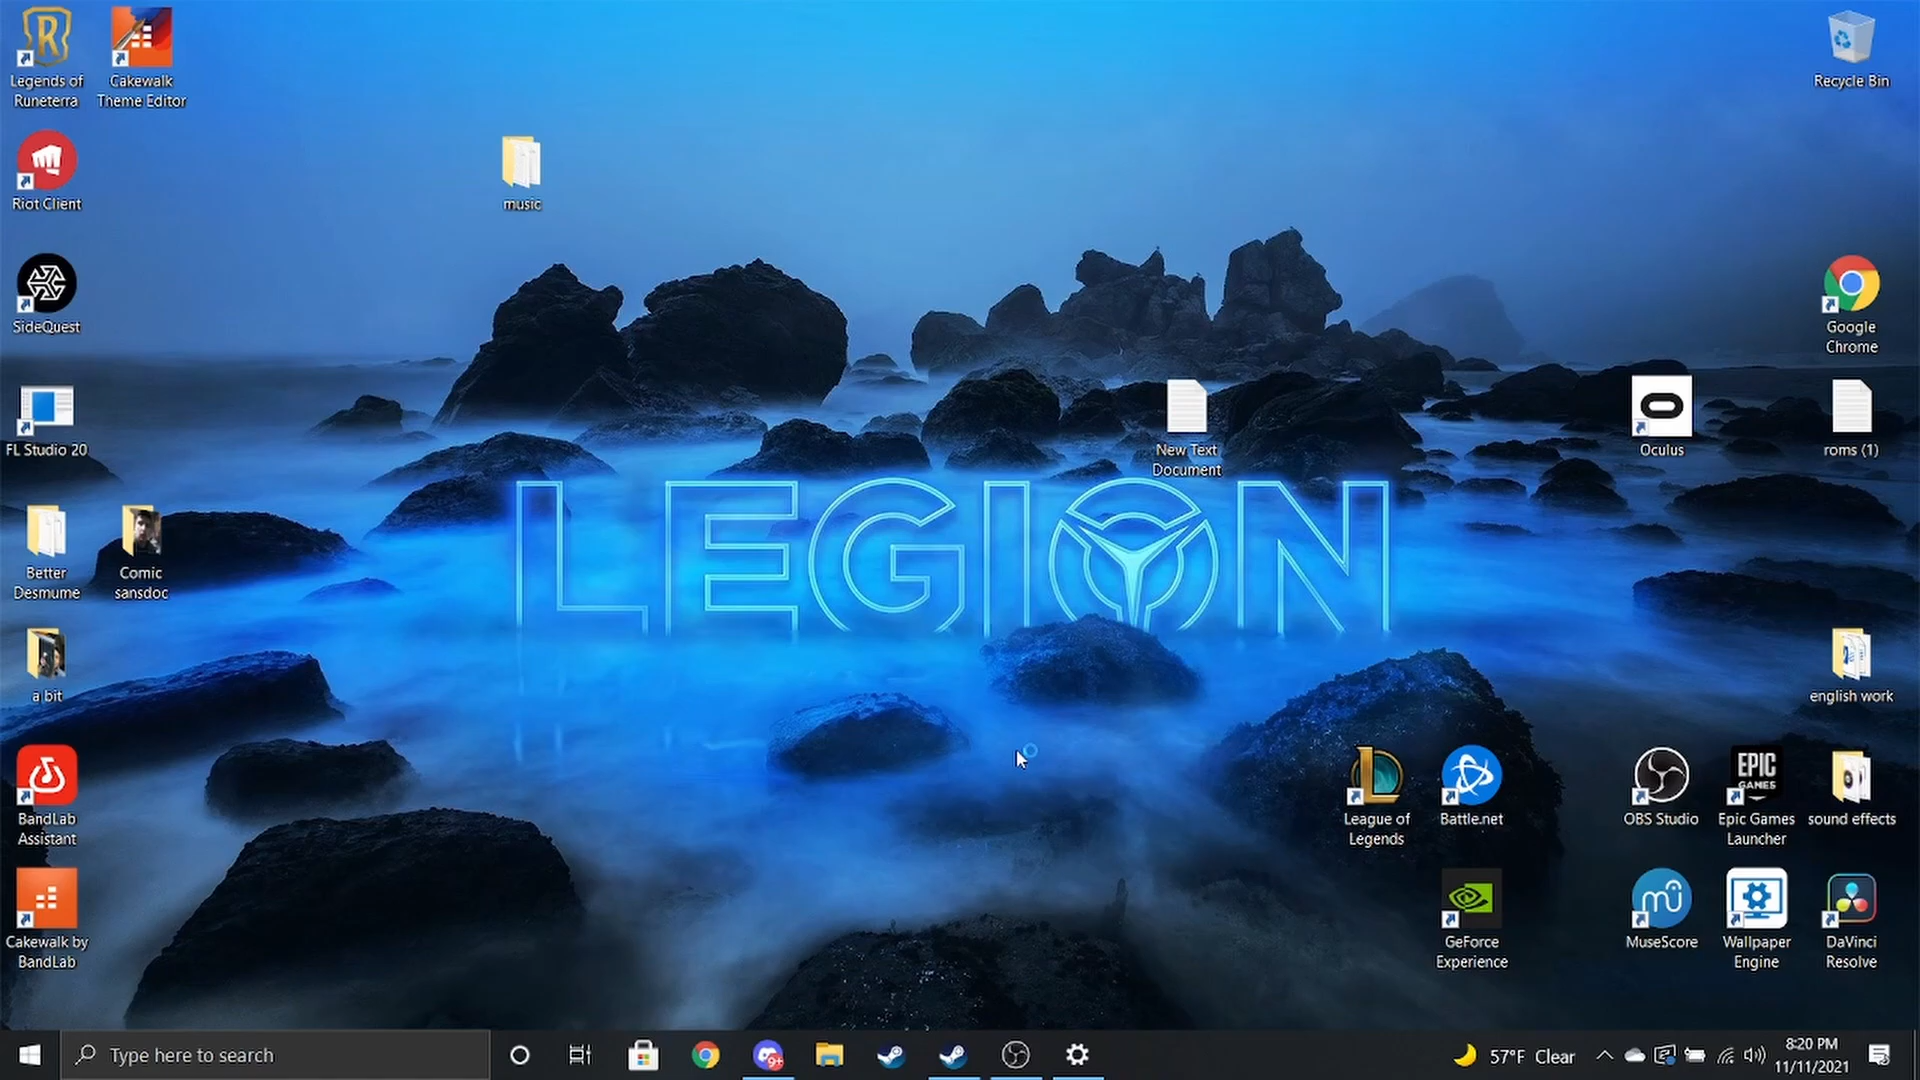 Legends of
Runeterra
Cakewalk
Theme Editor
Recycle Bin
Riot Client
music
SideQuest
Google
Chrome
FL Studio 20
New Text
Document
Oculus
roms (1)
LEGION
Better
Desmume
Comic
sansdoc
a bit
english work
BandLab
Assistant
League of
Legends
Battle.net
OBS Studio
EPIC
GAMES
Epic Games
Launcher
sound effects
Cakewalk by
BandLab
GeForce
Experience
MuseScore
Wallpaper
Engine
DaVinci
Resolve
Type here to search
9+
57°F Clear
8:20 PM
11/11/2021